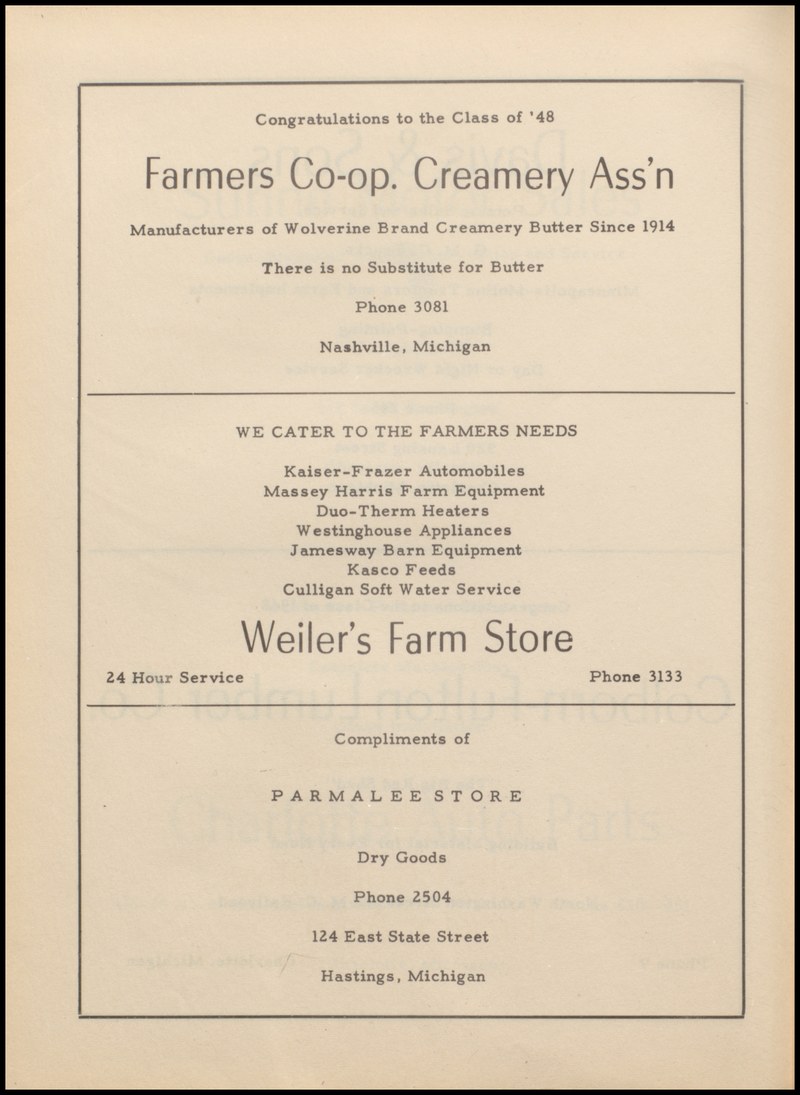 Congratulations to the Class of '48
Farmers Co-op. Creamery Ass'n
Manufacturers of Wolverine Brand Creamery Butter Since 1914
There is no Substitute for Butter
Phone 3081
Nashville, Michigan
WE CATER TO THE FARMERS NEEDS
Kaiser-Frazer Automobiles
Massey Harris Farm Equipment
Duo-Therm Heaters
Westinghouse Appliances
Jamesway Barn Equipment
Kasco Feeds
Culligan Soft Water Service
Weiler's Farm Store
24 Hour Service Phone 3133
Compliments of
PARMALEE STORE
Dry Goods
Phone 2504
124 East State Street
Hastings, Michigan